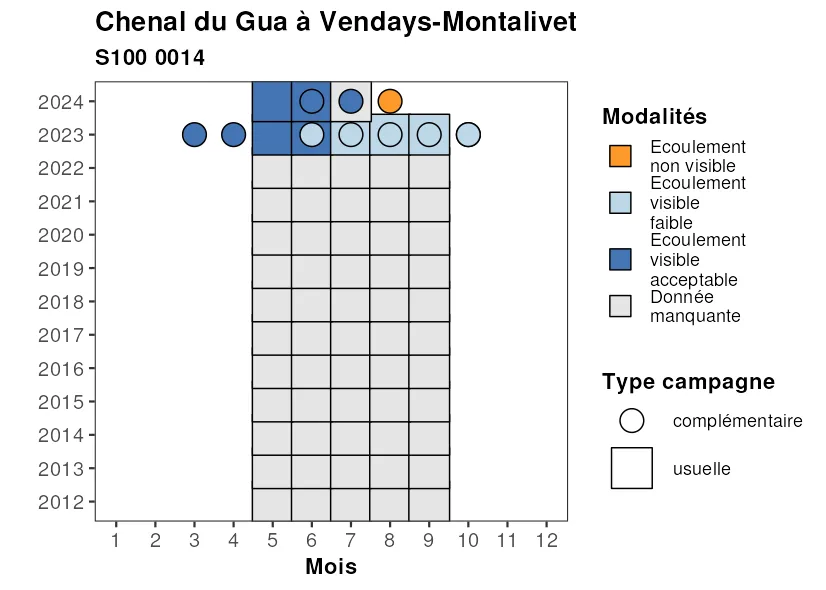 Chenal du Gua à Vendays-Montalivet
S100 0014
2024
2023
2022
2021
2020
2019
2018
2017
2016
2015
2014
2013
2012
1 2 3 4 5 6 7 8 9 10 11 12
Mois
Modalités
Ecoulement
non visible
Ecoulement
visible
faible
Ecoulement
visible
acceptable
Donnée
manquante
Type campagne
complémentaire
usuelle